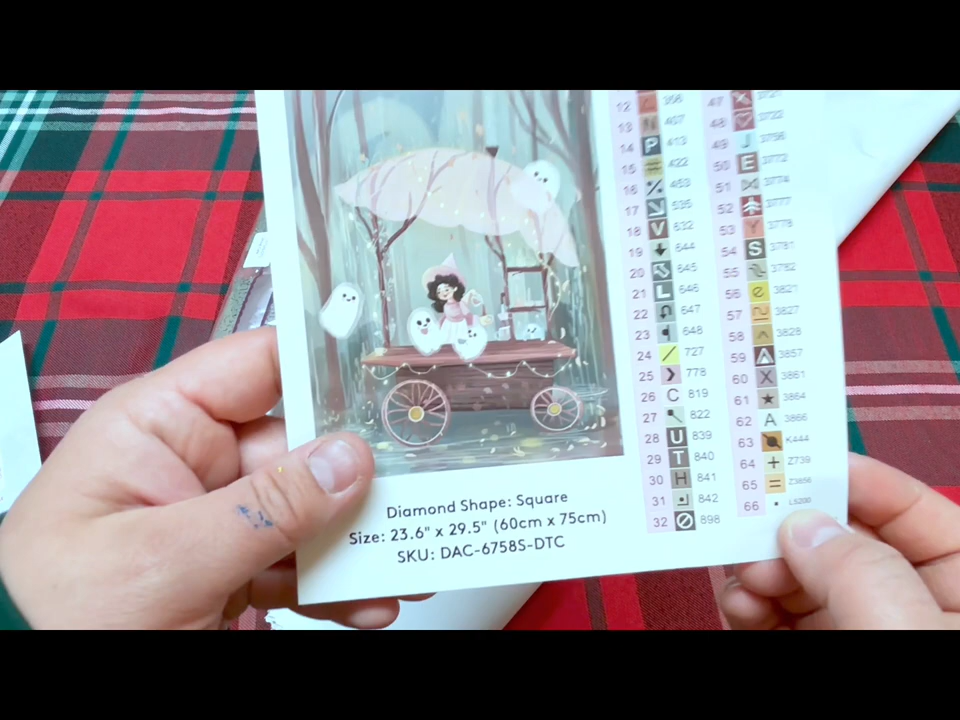 12 356
13 N 407
14 P 413
15 422
16 453
17 535
18 V 632
19 644
20 645
21 L 646
22 647
23 648
24 / 727
25 778
26 C 819
27 822
28 U 839
29 T 840
30 H 841
31 842
32 898
47 3721
48 3722
49 J 3756
50 E 3772
51 3774
52 3777
53 Y 3778
54 S 3781
55 3782
56 e 3821
57 3827
58 3828
59 3857
60 X 3861
61 ★ 3864
62 A 3866
63 K444
64 + Z739
65 = Z3856
66 L5200
Diamond Shape: Square
Size: 23.6" x 29.5" (60cm x 75cm)
SKU: DAC-6758S-DTC